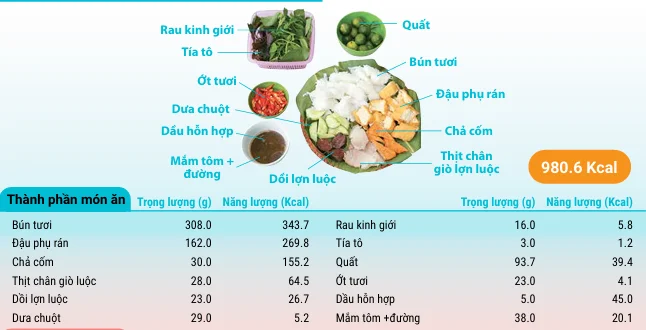 Rau kinh giới
Quất
Tía tô
Bún tươi
Ớt tươi
Đậu phụ rán
Dưa chuột
Dầu hỗn hợp
Chả cốm
Mắm tôm +
đường
Thịt chân
giò lợn luộc
Dồi lợn luộc
980.6 Kcal
Thành phần món ăn Trọng lượng (g) Năng lượng (Kcal) Trọng lượng (g) Năng lượng (Kcal)
Bún tươi 308.0 343.7 Rau kinh giới 16.0 5.8
Đậu phụ rán 162.0 269.8 Tía tô 3.0 1.2
Chả cốm 30.0 155.2 Quất 93.7 39.4
Thịt chân giò luộc 28.0 64.5 Ớt tươi 23.0 4.1
Dồi lợn luộc 23.0 26.7 Dầu hỗn hợp 5.0 45.0
Dưa chuột 29.0 5.2 Mắm tôm +đường 38.0 20.1